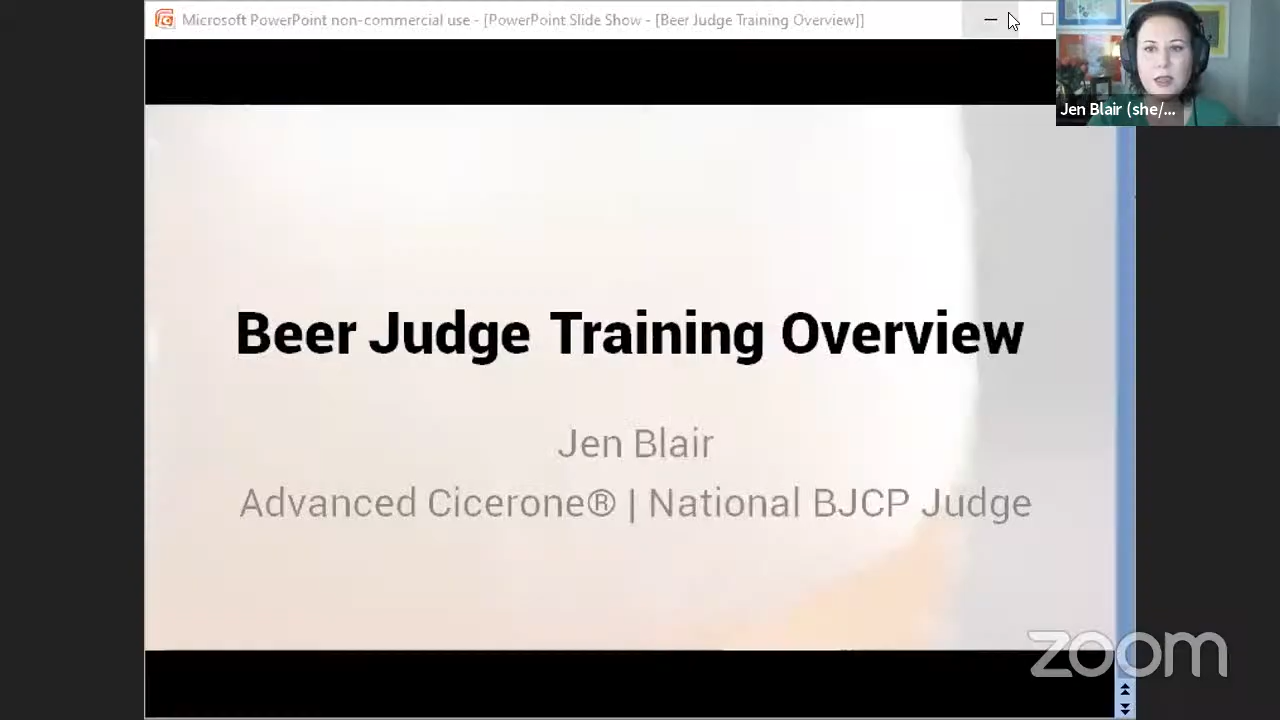 Microsoft PowerPoint non-commercial use - [PowerPoint Slide Show - [Beer Judge Training Overview]]
Jen Blair (she/...
Beer Judge Training Overview
Jen Blair
Advanced Cicerone® | National BJCP Judge
zoom